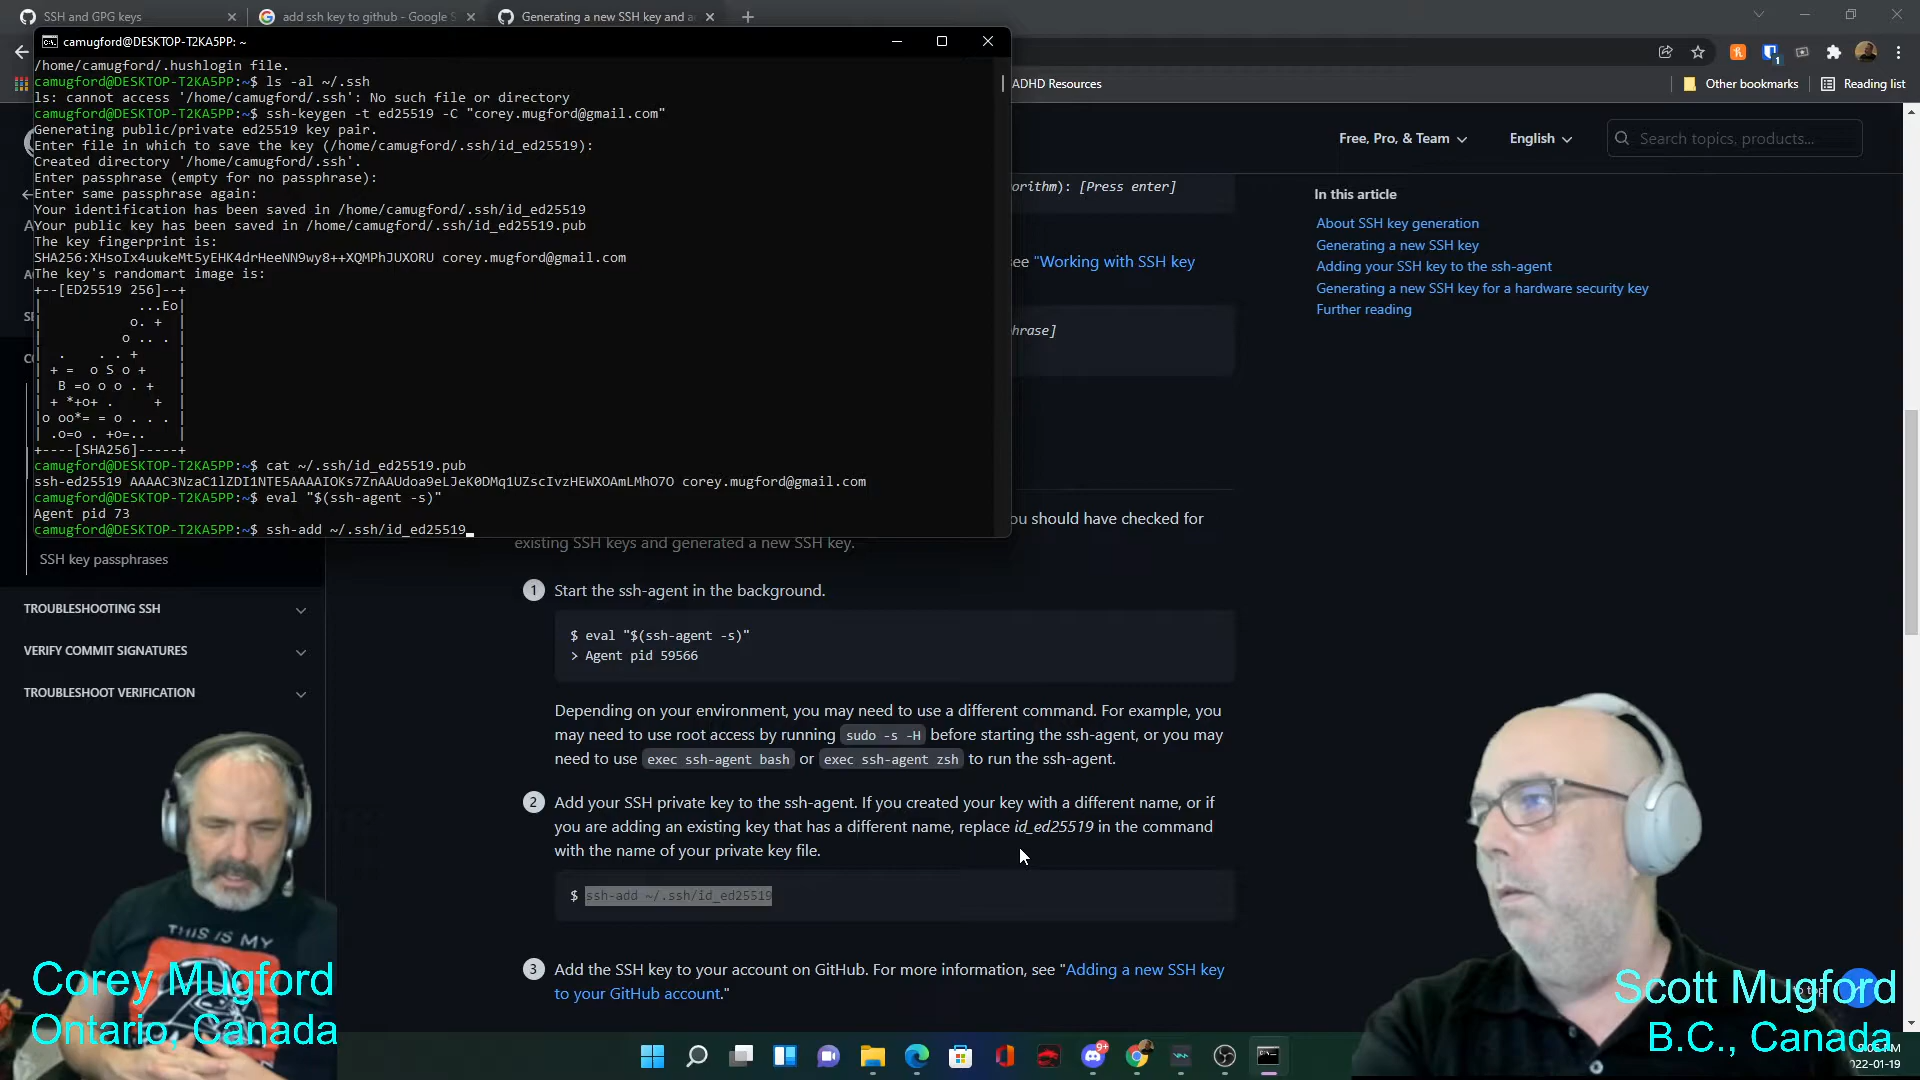 SSH and GPG keys
add ssh key to github - Google S
Generating a new SSH key and a
camugford@DESKTOP-T2KA5PP: ~
ADHD Resources
Other bookmarks
Reading list
/home/camugford/.hushlogin file.
camugford@DESKTOP-T2KA5PP:~$ ls -al ~/.ssh
ls: cannot access '/home/camugford/.ssh': No such file or directory
camugford@DESKTOP-T2KA5PP:~$ ssh-keygen -t ed25519 -C "corey.mugford@gmail.com"
Generating public/private ed25519 key pair.
Enter file in which to save the key (/home/camugford/.ssh/id_ed25519):
Created directory '/home/camugford/.ssh'.
Enter passphrase (empty for no passphrase):
Enter same passphrase again:
Your identification has been saved in /home/camugford/.ssh/id_ed25519
Your public key has been saved in /home/camugford/.ssh/id_ed25519.pub
The key fingerprint is:
SHA256:XHsoIx4uukeMt5yEHK4drHeeNN9wy8++XQMPhJUXORU corey.mugford@gmail.com
The key's randomart image is:
+--[ED25519 256]--+
|            ...Eo|
|           o. +  |
|          o .. . |
|  .    . . +     |
| + =  o S o +    |
|  B =o o o . +   |
| + *+o+ .     +  |
|o oo*= = o . . . |
| .o=o . +o=..    |
+----[SHA256]-----+
camugford@DESKTOP-T2KA5PP:~$ cat ~/.ssh/id_ed25519.pub
ssh-ed25519 AAAAC3NzaC1lZDI1NTE5AAAAIOKs7ZnAAUdoa9eLJeK0DMq1UZscIvzHEWXOAmLMhO7O corey.mugford@gmail.com
camugford@DESKTOP-T2KA5PP:~$ eval "$(ssh-agent -s)"
Agent pid 73
camugford@DESKTOP-T2KA5PP:~$ ssh-add ~/.ssh/id_ed25519
Free, Pro, & Team
English
Search topics, products...
orithm): [Press enter]
ee "Working with SSH key
hrase]
In this article
About SSH key generation
Generating a new SSH key
Adding your SSH key to the ssh-agent
Generating a new SSH key for a hardware security key
Further reading
ou should have checked for
existing SSH keys and generated a new SSH key.
SSH key passphrases
TROUBLESHOOTING SSH
VERIFY COMMIT SIGNATURES
TROUBLESHOOT VERIFICATION
1 Start the ssh-agent in the background.
$ eval "$(ssh-agent -s)"
> Agent pid 59566
Depending on your environment, you may need to use a different command. For example, you
may need to use root access by running sudo -s -H before starting the ssh-agent, or you may
need to use exec ssh-agent bash or exec ssh-agent zsh to run the ssh-agent.
2 Add your SSH private key to the ssh-agent. If you created your key with a different name, or if
you are adding an existing key that has a different name, replace id_ed25519 in the command
with the name of your private key file.
$ ssh-add ~/.ssh/id_ed25519
3 Add the SSH key to your account on GitHub. For more information, see "Adding a new SSH key
to your GitHub account."
THIS IS MY
Corey Mugford
Ontario, Canada
Scott Mugford
B.C., Canada